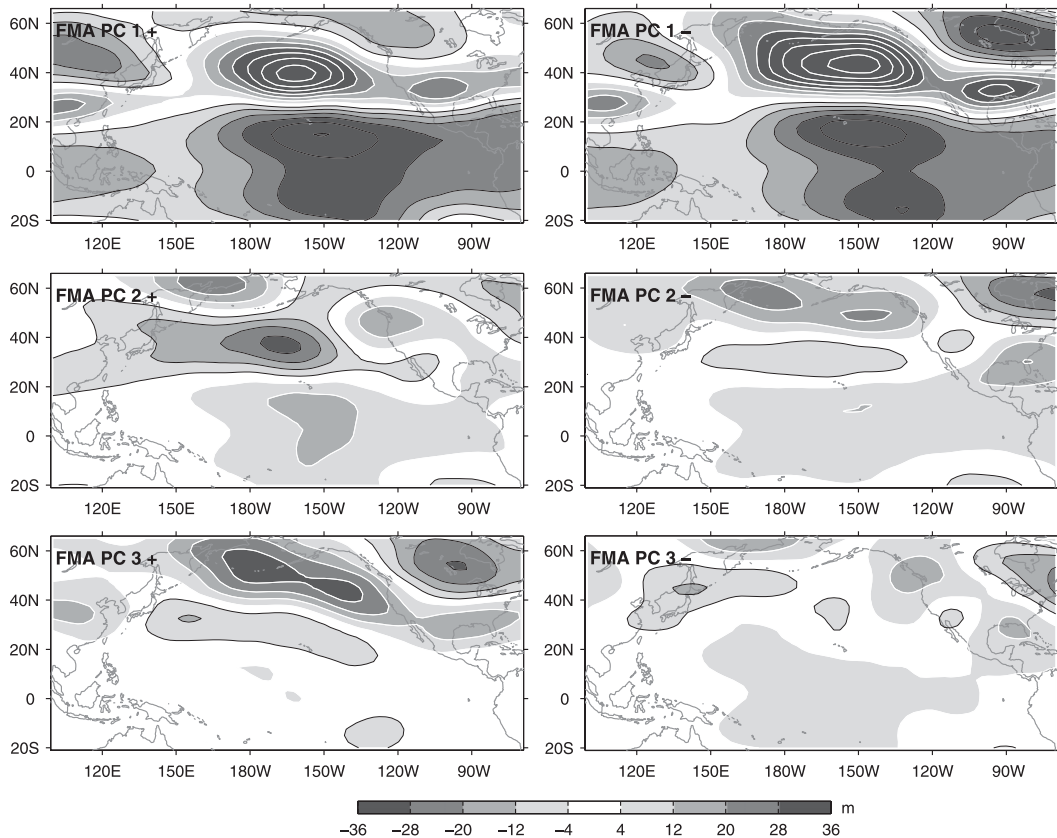 FMA PC 1 + FMA PC 1 –
60N 60N
40N 40N
20N 20N
0 0
20S 20S
120E 150E 180W 150W 120W 90W 120E 150E 180W 150W 120W 90W
FMA PC 2 + FMA PC 2 –
60N 60N
40N 40N
20N 20N
0 0
20S 20S
120E 150E 180W 150W 120W 90W 120E 150E 180W 150W 120W 90W
FMA PC 3 + FMA PC 3 –
60N 60N
40N 40N
20N 20N
0 0
20S 20S
120E 150E 180W 150W 120W 90W 120E 150E 180W 150W 120W 90W
m
−36 −28 −20 −12 −4 4 12 20 28 36